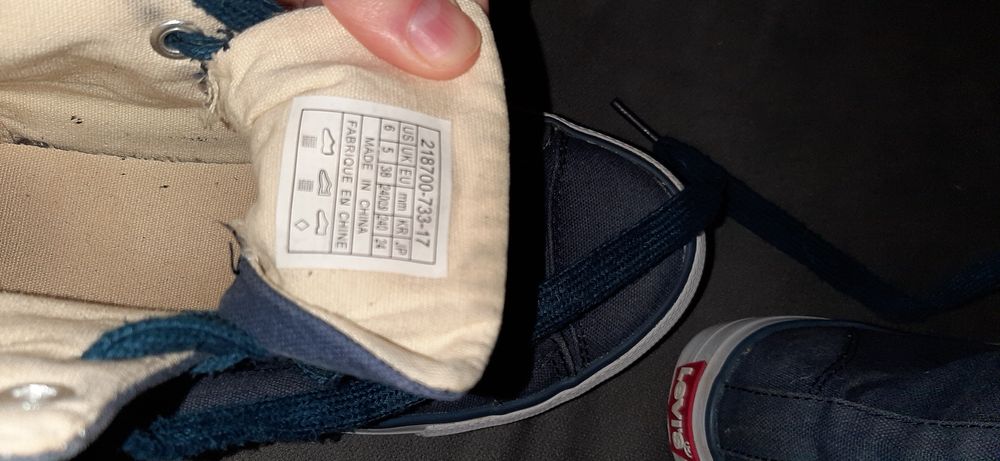 218700-733-17
US UK EU mm KR JP
6 5 38 240 24
MADE IN CHINA
FABRIQUE EN CHINE
Levi's